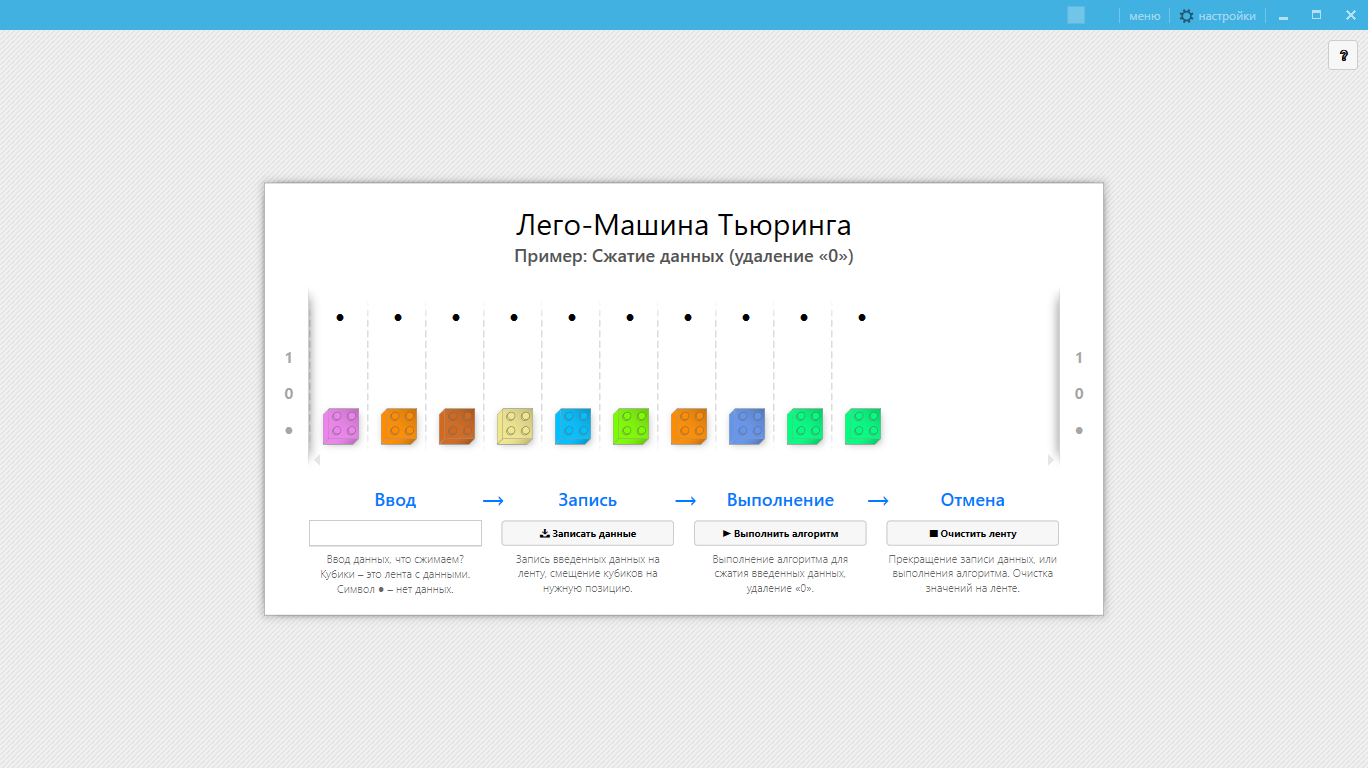 меню настройки
?
Лего-Машина Тьюринга
Пример: Сжатие данных (удаление «0»)
● ● ● ● ● ● ● ● ● ●
1 1
0 0
● ●
Ввод → Запись → Выполнение → Отмена
Записать данные Выполнить алгоритм Очистить ленту
Ввод данных, что сжимаем?
Кубики – это лента с данными.
Символ ● – нет данных.
Запись введенных данных на
ленту, смещение кубиков на
нужную позицию.
Выполнение алгоритма для
сжатия введенных данных,
удаление «0».
Прекращение записи данных, или
выполнения алгоритма. Очистка
значений на ленте.